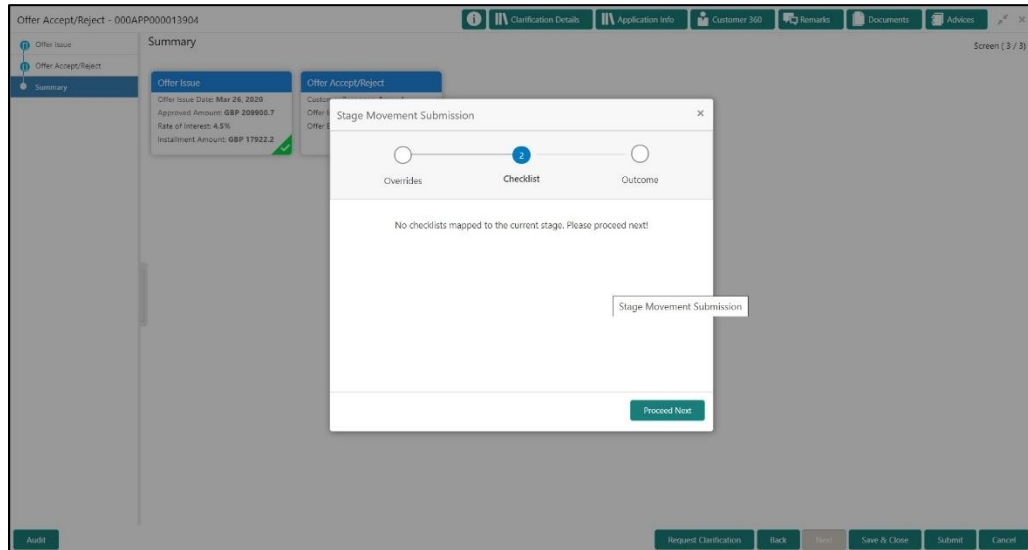 Offer Accept/Reject - 000APP000013904
Clarification Details
Application Info
Customer 360
Remarks
Documents
Advices
Offer Issue
Offer Accept/Reject
Summary
Summary
Screen ( 3 / 3)
Offer Issue
Offer Issue Date: Mar 26, 2020
Approved Amount: GBP 209900.7
Rate of Interest: 4.5%
Installment Amount: GBP 17922.2
Offer Accept/Reject
Offer
Offer
Stage Movement Submission
2
Overrides
Checklist
Outcome
No checklists mapped to the current stage. Please proceed next!
Stage Movement Submission
Proceed Next
Audit
Request Clarification
Back
Next
Save & Close
Submit
Cancel